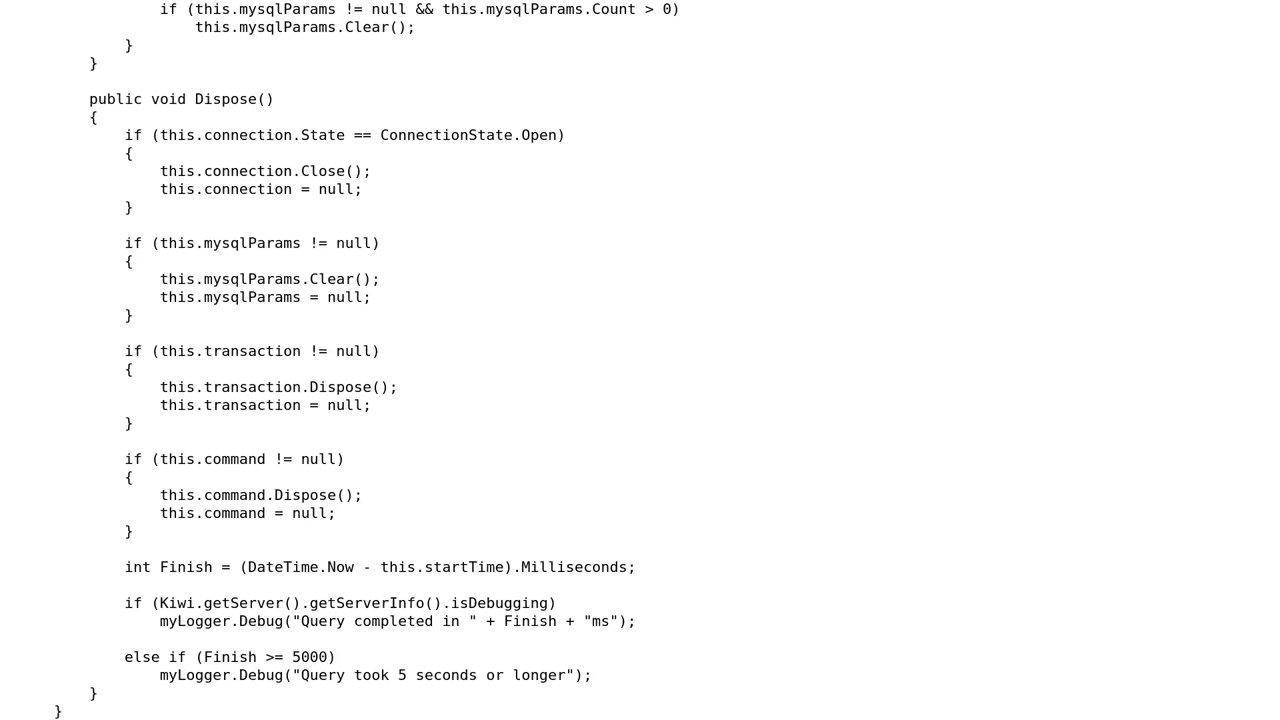 if (this.mysqlParams != null && this.mysqlParams.Count > 0)
                this.mysqlParams.Clear();
        }
    }

    public void Dispose()
    {
        if (this.connection.State == ConnectionState.Open)
        {
            this.connection.Close();
            this.connection = null;
        }

        if (this.mysqlParams != null)
        {
            this.mysqlParams.Clear();
            this.mysqlParams = null;
        }

        if (this.transaction != null)
        {
            this.transaction.Dispose();
            this.transaction = null;
        }

        if (this.command != null)
        {
            this.command.Dispose();
            this.command = null;
        }

        int Finish = (DateTime.Now - this.startTime).Milliseconds;

        if (Kiwi.getServer().getServerInfo().isDebugging)
            myLogger.Debug("Query completed in " + Finish + "ms");

        else if (Finish >= 5000)
            myLogger.Debug("Query took 5 seconds or longer");
    }
}